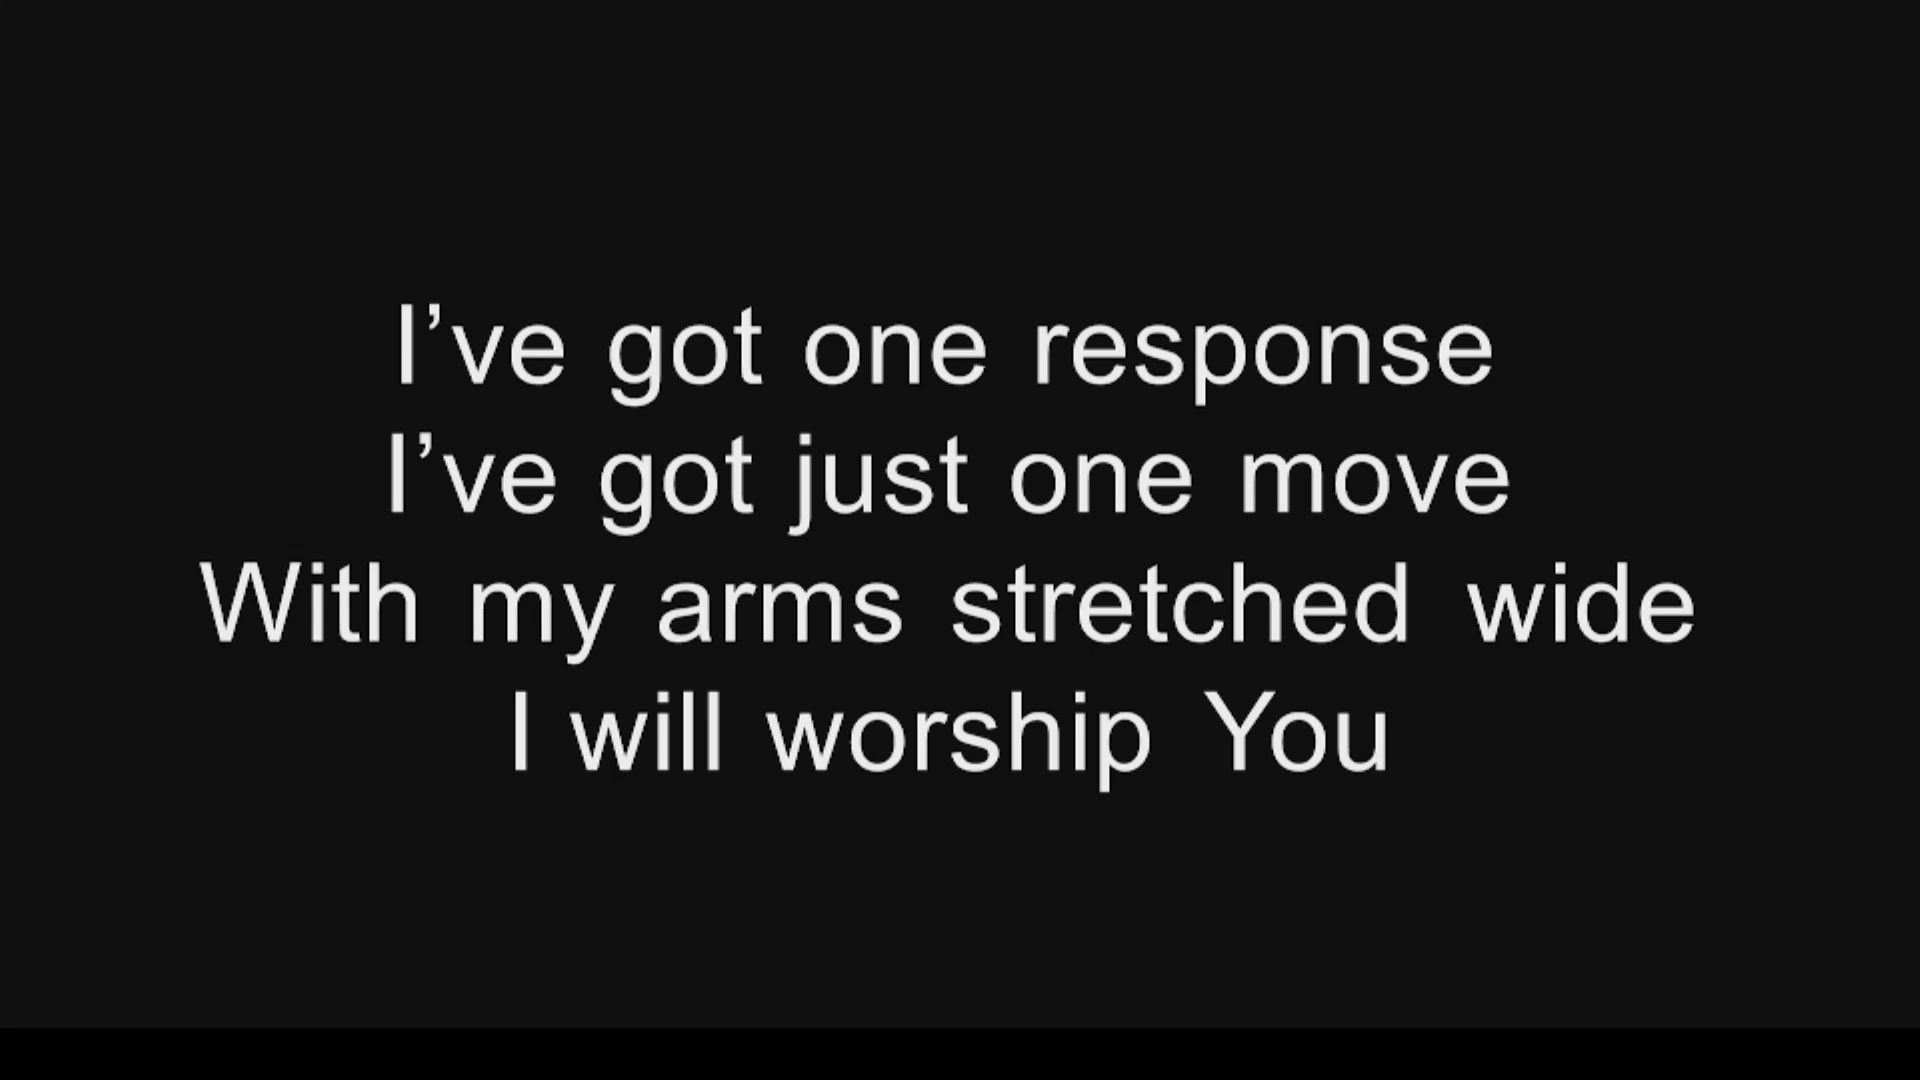 I’ve got one response
I’ve got just one move
With my arms stretched wide
I will worship You